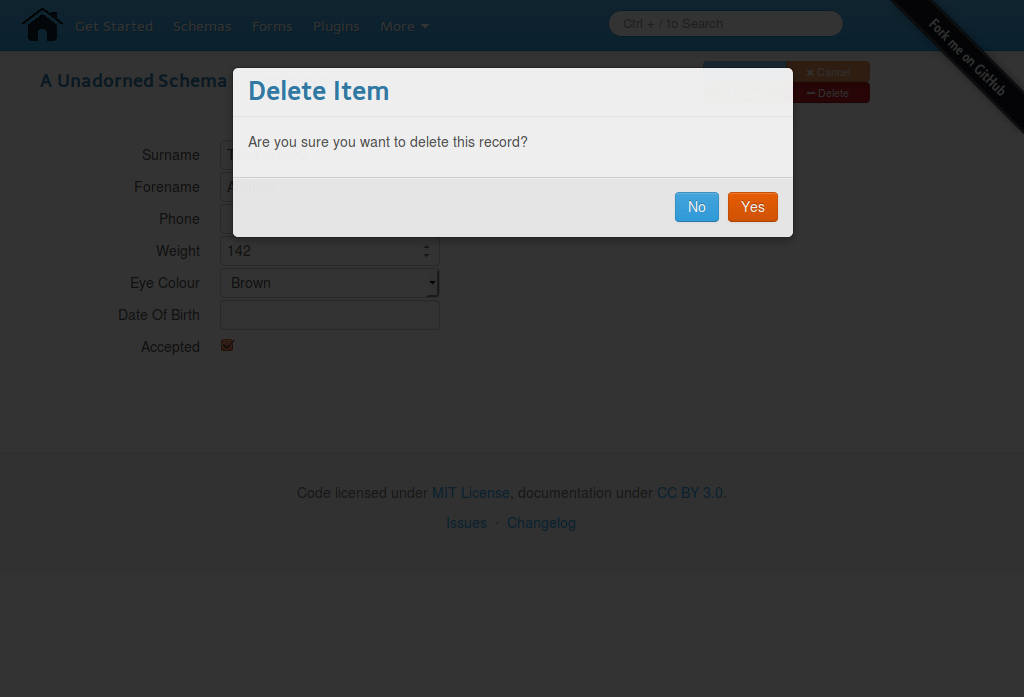 Get Started Schemas Forms Plugins More Ctrl + / to Search
Fork me on GitHub
A Unadorned Schema
Cancel
Delete
Delete Item
Are you sure you want to delete this record?
No Yes
Surname
Forename
Phone
Weight 142
Eye Colour Brown
Date Of Birth
Accepted
Code licensed under MIT License, documentation under CC BY 3.0.
Issues · Changelog